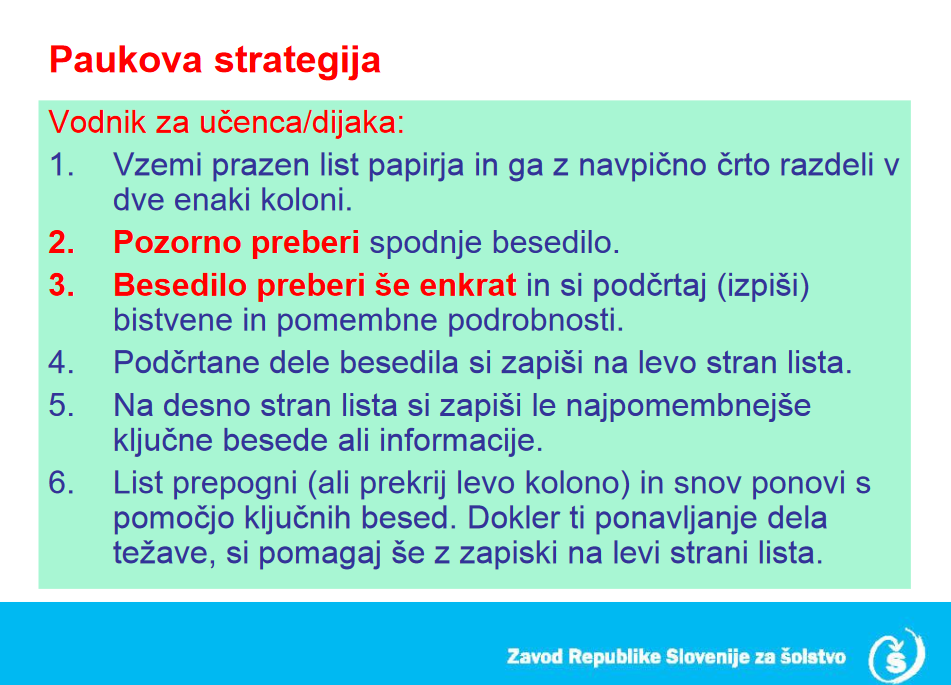 Paukova strategija
Vodnik za učenca/dijaka:
1. Vzemi prazen list papirja in ga z navpično črto razdeli v
dve enaki koloni.
2. Pozorno preberi spodnje besedilo.
3. Besedilo preberi še enkrat in si podčrtaj (izpiši)
bistvene in pomembne podrobnosti.
4. Podčrtane dele besedila si zapiši na levo stran lista.
5. Na desno stran lista si zapiši le najpomembnejše
ključne besede ali informacije.
6. List prepogni (ali prekrij levo kolono) in snov ponovi s
pomočjo ključnih besed. Dokler ti ponavljanje dela
težave, si pomagaj še z zapiski na levi strani lista.
Zavod Republike Slovenije za šolstvo
š